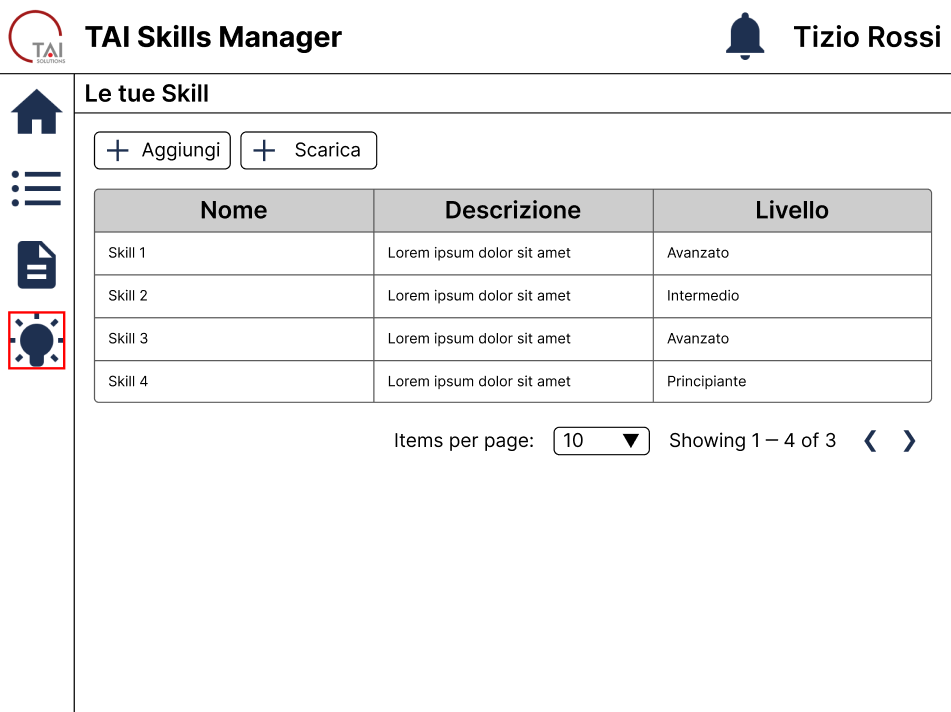 TAI
SOLUTIONS
TAI Skills Manager
Tizio Rossi
Le tue Skill
Aggiungi
Scarica
Nome Descrizione Livello
Skill 1 Lorem ipsum dolor sit amet Avanzato
Skill 2 Lorem ipsum dolor sit amet Intermedio
Skill 3 Lorem ipsum dolor sit amet Avanzato
Skill 4 Lorem ipsum dolor sit amet Principiante
Items per page: 10 Showing 1 – 4 of 3